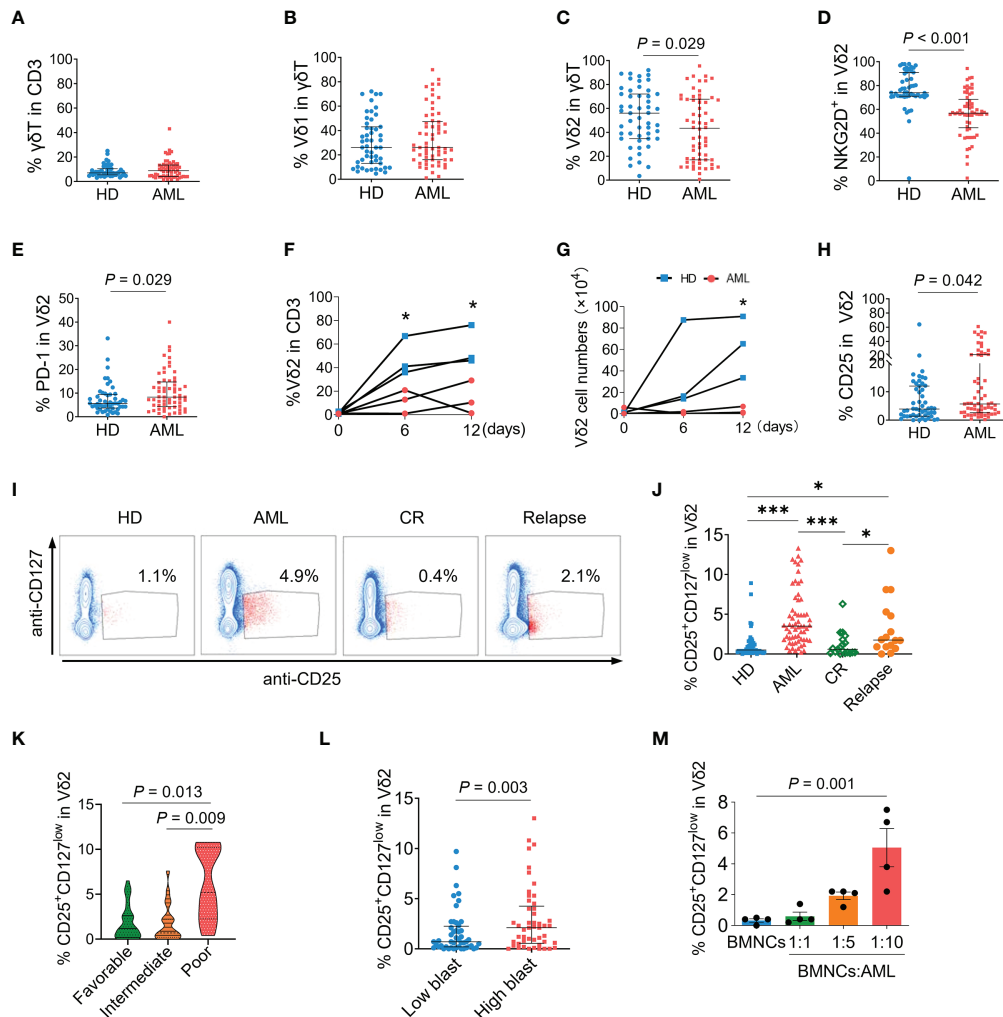 A
% γδT in CD3
100
80
60
40
20
0
HD
AML
B
% Vδ1 in γδT
100
80
60
40
20
0
HD
AML
C
P = 0.029
% Vδ2 in γδT
100
80
60
40
20
0
HD
AML
D
P < 0.001
% NKG2D+ in Vδ2
100
80
60
40
20
0
HD
AML
E
P = 0.029
% PD-1 in Vδ2
50
40
30
20
10
0
HD
AML
F
%Vδ2 in CD3
100
80
60
40
20
0
*
*
0
6
12(days)
G
HD
AML
Vδ2 cell numbers (×10⁴)
100
80
60
40
20
0
*
0
6
12 (days)
H
P = 0.042
% CD25 in Vδ2
80
60
40
20
20
10
0
HD
AML
I
HD
AML
CR
Relapse
1.1%
4.9%
0.4%
2.1%
anti-CD127
anti-CD25
J
*
***
***
*
% CD25+CD127low in Vδ2
15
10
5
0
HD
AML
CR
Relapse
K
P = 0.013
P = 0.009
% CD25+CD127low in Vδ2
15
10
5
0
Favorable
Intermediate
Poor
L
P = 0.003
% CD25+CD127low in Vδ2
15
10
5
0
Low blast
High blast
M
P = 0.001
% CD25+CD127low in Vδ2
8
6
4
2
0
BMNCs
1:1
1:5
1:10
BMNCs:AML